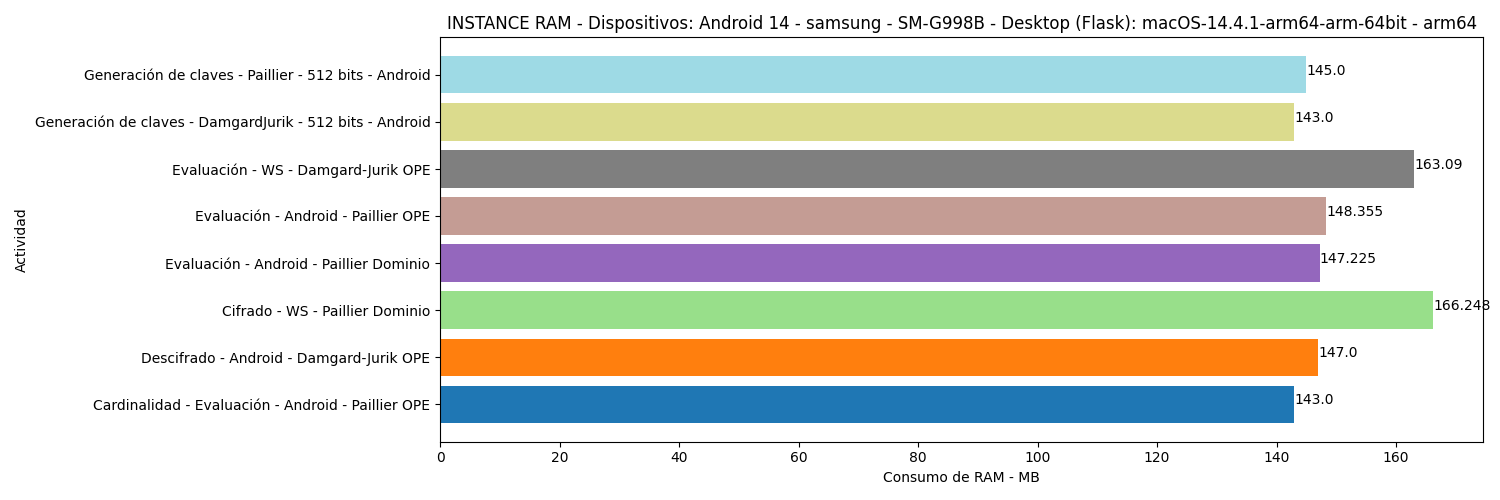 INSTANCE RAM - Dispositivos: Android 14 - samsung - SM-G998B - Desktop (Flask): macOS-14.4.1-arm64-arm-64bit - arm64
Actividad
Generación de claves - Paillier - 512 bits - Android 145.0
Generación de claves - DamgardJurik - 512 bits - Android 143.0
Evaluación - WS - Damgard-Jurik OPE 163.09
Evaluación - Android - Paillier OPE 148.355
Evaluación - Android - Paillier Dominio 147.225
Cifrado - WS - Paillier Dominio 166.248
Descifrado - Android - Damgard-Jurik OPE 147.0
Cardinalidad - Evaluación - Android - Paillier OPE 143.0
0 20 40 60 80 100 120 140 160
Consumo de RAM - MB